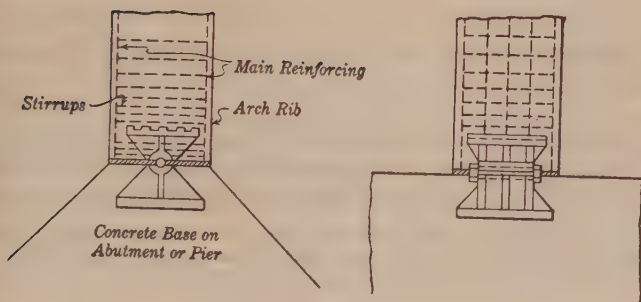 Main Reinforcing
Stirrups
Arch Rib
Concrete Base on
Abutment or Pier